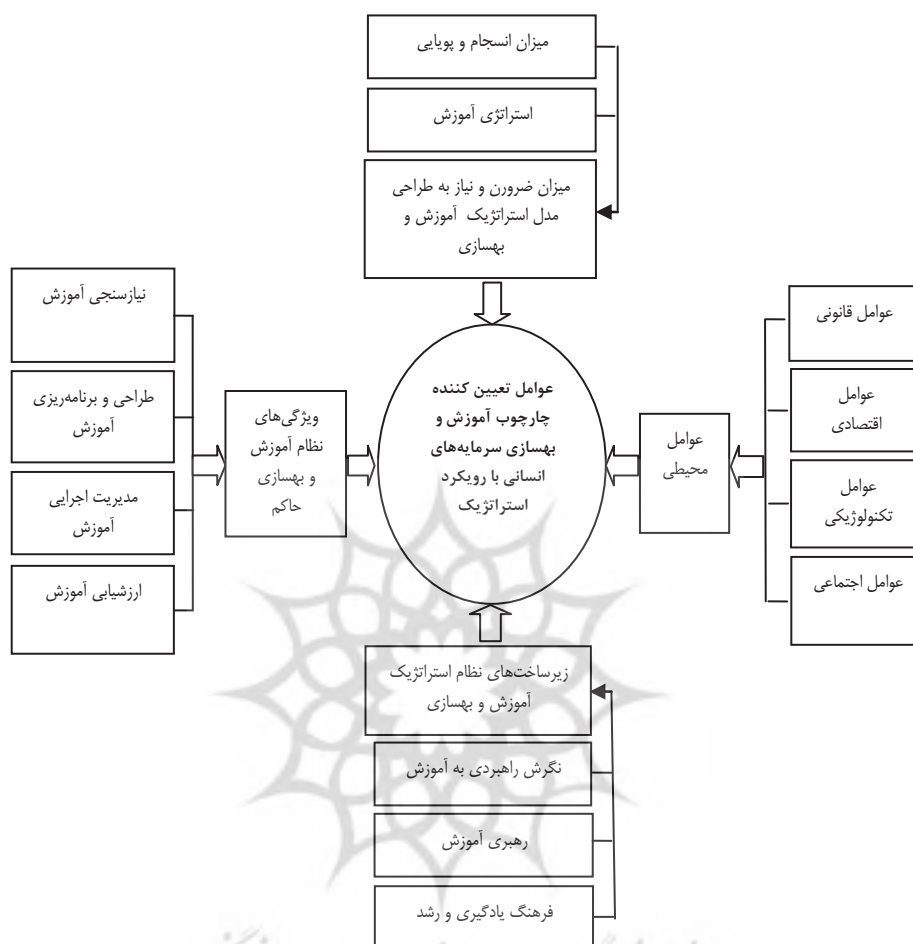 میزان انسجام و پویایی
استراتژی آموزش
میزان ضرورن و نیاز به طراحی
مدل استراتژیک آموزش و
بهسازی
عوامل قانونی
عوامل
اقتصادی
عوامل
تکنولوژیکی
عوامل اجتماعی
عوامل
محیطی
عوامل تعیین کننده
چارچوب آموزش و
بهسازی سرمایه‌های
انسانی با رویکرد
استراتژیک
ویژگی‌های
نظام آموزش
و بهسازی
حاکم
نیازسنجی آموزش
طراحی و برنامه‌ریزی
آموزش
مدیریت اجرایی
آموزش
ارزشیابی آموزش
زیرساخت‌های نظام استراتژیک
آموزش و بهسازی
نگرش راهبردی به آموزش
رهبری آموزش
فرهنگ یادگیری و رشد